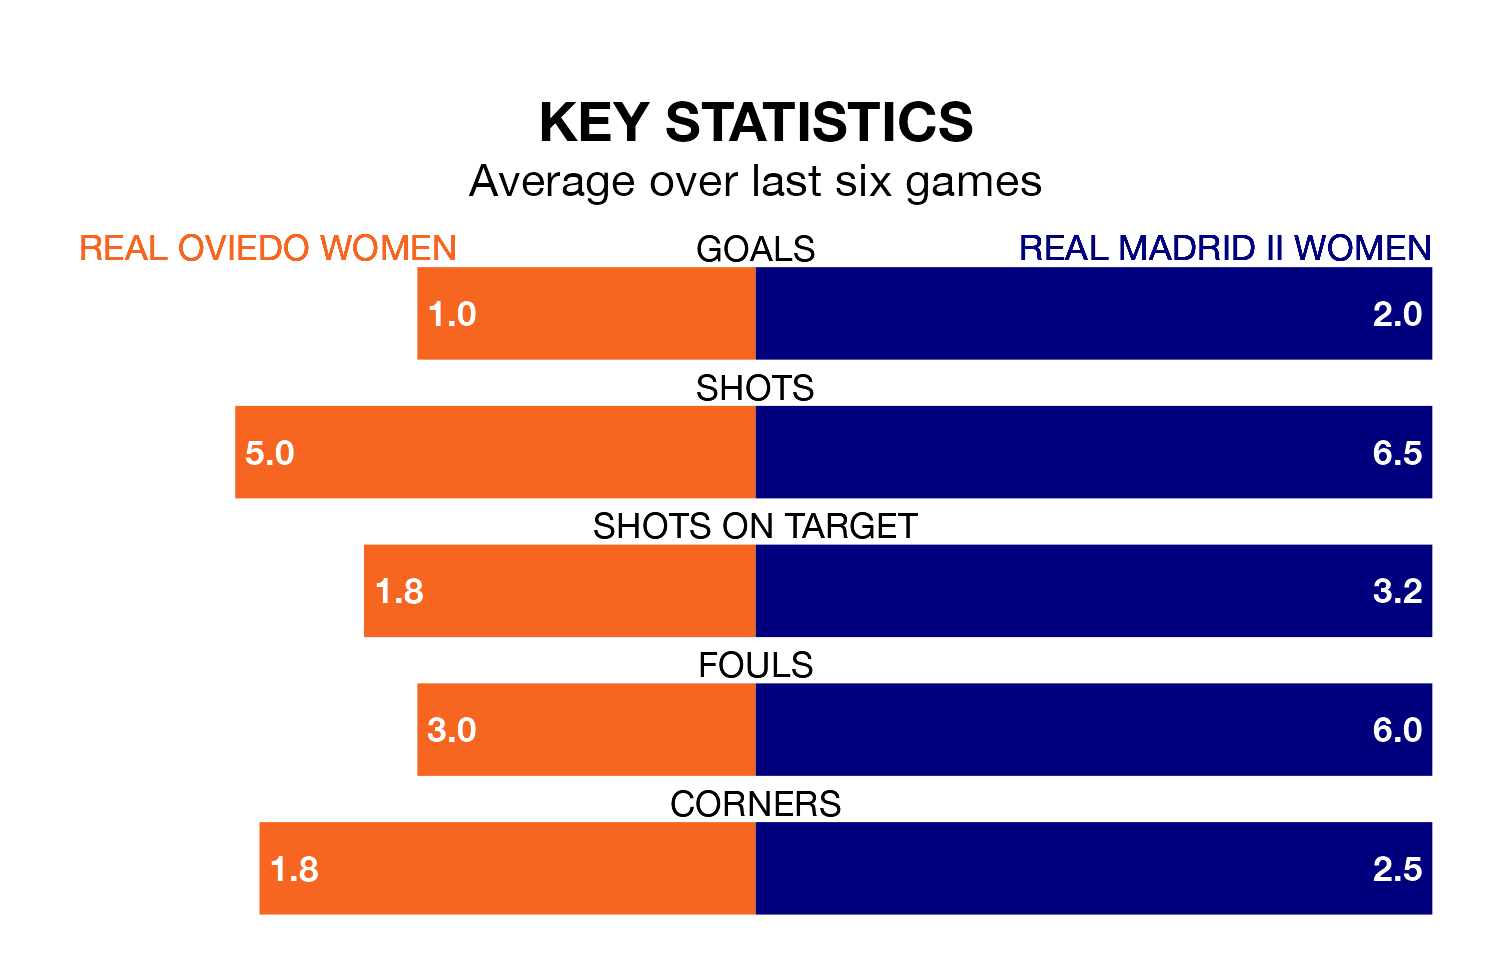 KEY STATISTICS
Average over last six games
REAL OVIEDO WOMEN GOALS REAL MADRID II WOMEN
1.0 2.0
SHOTS
5.0 6.5
SHOTS ON TARGET
1.8 3.2
FOULS
3.0 6.0
CORNERS
1.8 2.5